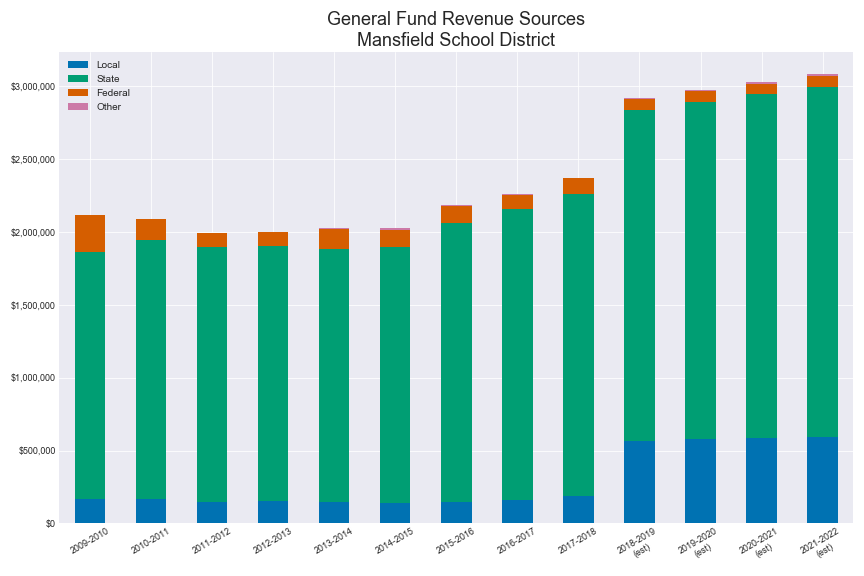 General Fund Revenue Sources
Mansfield School District
Local
State
Federal
Other
$3,000,000
$2,500,000
$2,000,000
$1,500,000
$1,000,000
$500,000
$0
2009-2010
2010-2011
2011-2012
2012-2013
2013-2014
2014-2015
2015-2016
2016-2017
2017-2018
2018-2019
(est)
2019-2020
(est)
2020-2021
(est)
2021-2022
(est)